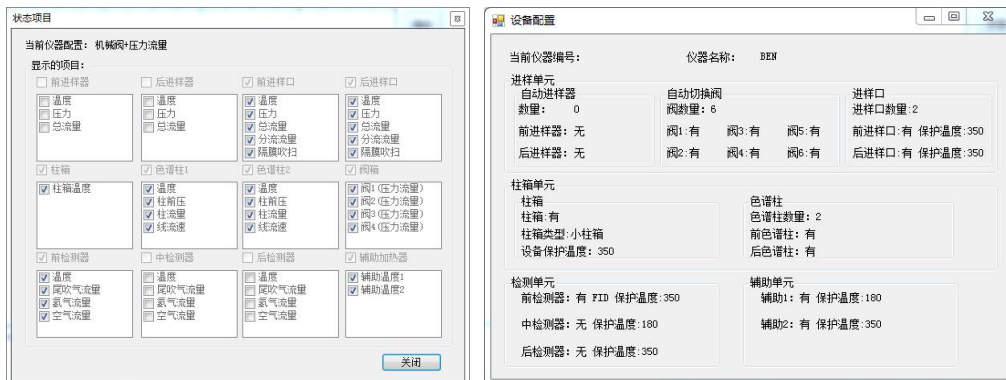 状态项目
当前仪器配置: 机械阀+压力流量
显示的项目:
前进样器 后进样器 前进样口 后进样口
温度 温度 温度 温度
压力 压力 压力 压力
总流量 总流量 总流量 总流量
分流流量 分流流量
隔膜吹扫 隔膜吹扫
柱箱 色谱柱1 色谱柱2 阀箱
柱箱温度 温度 温度 阀1(压力流量)
柱前压 柱前压 阀2(压力流量)
柱流量 柱流量 阀3(压力流量)
线流速 线流速 阀4(压力流量)
前检测器 中检测器 后检测器 辅助加热器
温度 温度 温度 辅助温度1
尾吹气流量 尾吹气流量 尾吹气流量 辅助温度2
氢气流量 氢气流量 氢气流量
空气流量 空气流量 空气流量
关闭
设备配置
当前仪器编号: 仪器名称: BEN
进样单元
自动进样器 自动切换阀 进样口
数量: 0 阀数量: 6 进样口数量:2
前进样器: 无 阀1:有 阀3:有 阀5:有 前进样口:有 保护温度:350
后进样器: 无 阀2:有 阀4:有 阀6:有 后进样口:有 保护温度:350
柱箱单元
柱箱 色谱柱
柱箱:有 色谱柱数量: 2
柱箱类型:小柱箱 前色谱柱: 有
设备保护温度: 350 后色谱柱: 有
检测单元 辅助单元
前检测器: 有 FID 保护温度:350 辅助1: 有 保护温度:180
中检测器: 无 保护温度:180 辅助2: 有 保护温度:350
后检测器: 无 保护温度:350